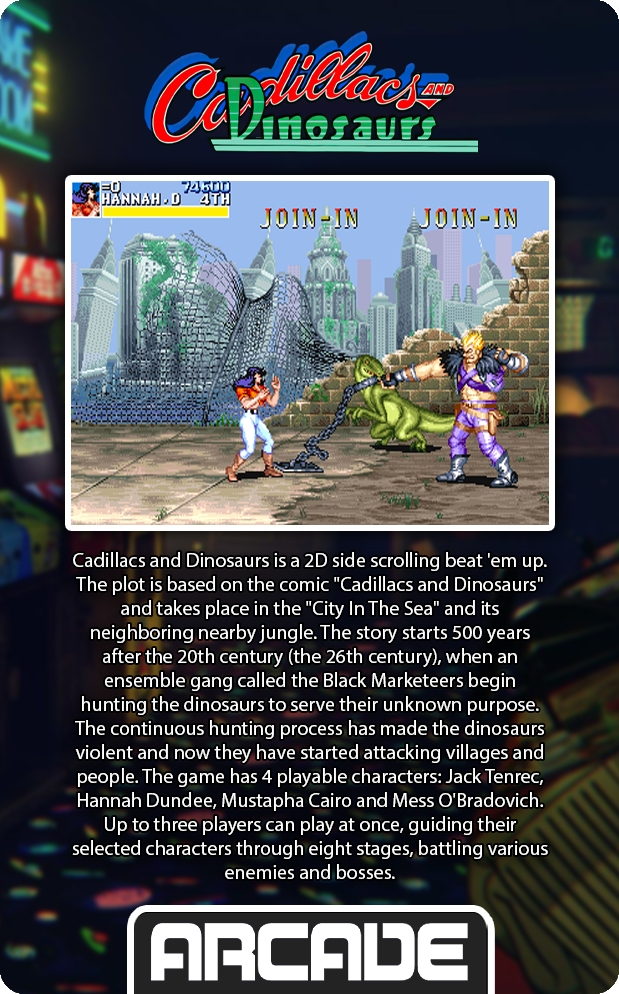 Cadillacs AND
Dinosaurs
=0 74600
HANNAH.D 4TH
JOIN-IN JOIN-IN
Cadillacs and Dinosaurs is a 2D side scrolling beat 'em up.
The plot is based on the comic "Cadillacs and Dinosaurs"
and takes place in the "City In The Sea" and its
neighboring nearby jungle. The story starts 500 years
after the 20th century (the 26th century), when an
ensemble gang called the Black Marketeers begin
hunting the dinosaurs to serve their unknown purpose.
The continuous hunting process has made the dinosaurs
violent and now they have started attacking villages and
people. The game has 4 playable characters: Jack Tenrec,
Hannah Dundee, Mustapha Cairo and Mess O'Bradovich.
Up to three players can play at once, guiding their
selected characters through eight stages, battling various
enemies and bosses.
ARCADE